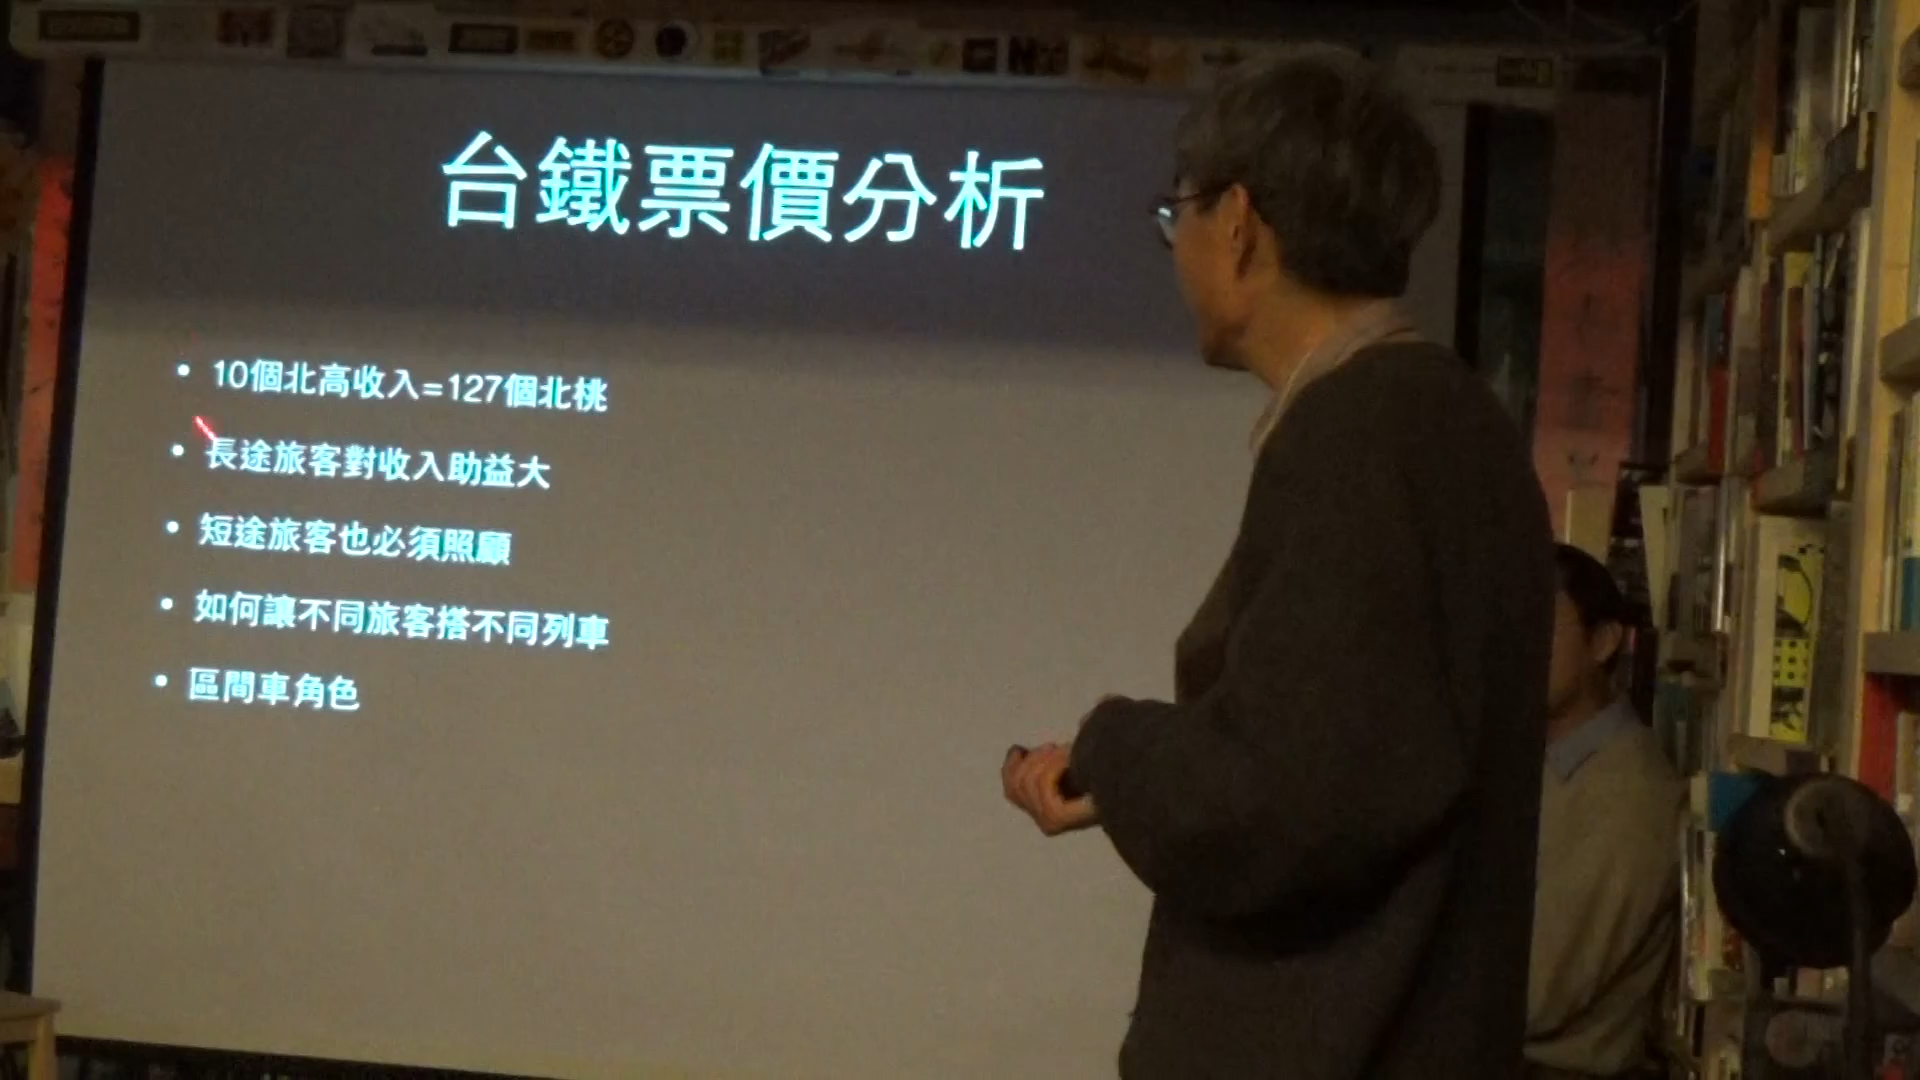 台鐵票價分析
• 10個北高收入=127個北桃
• 長途旅客對收入助益大
• 短途旅客也必須照顧
• 如何讓不同旅客搭不同列車
• 區間車角色